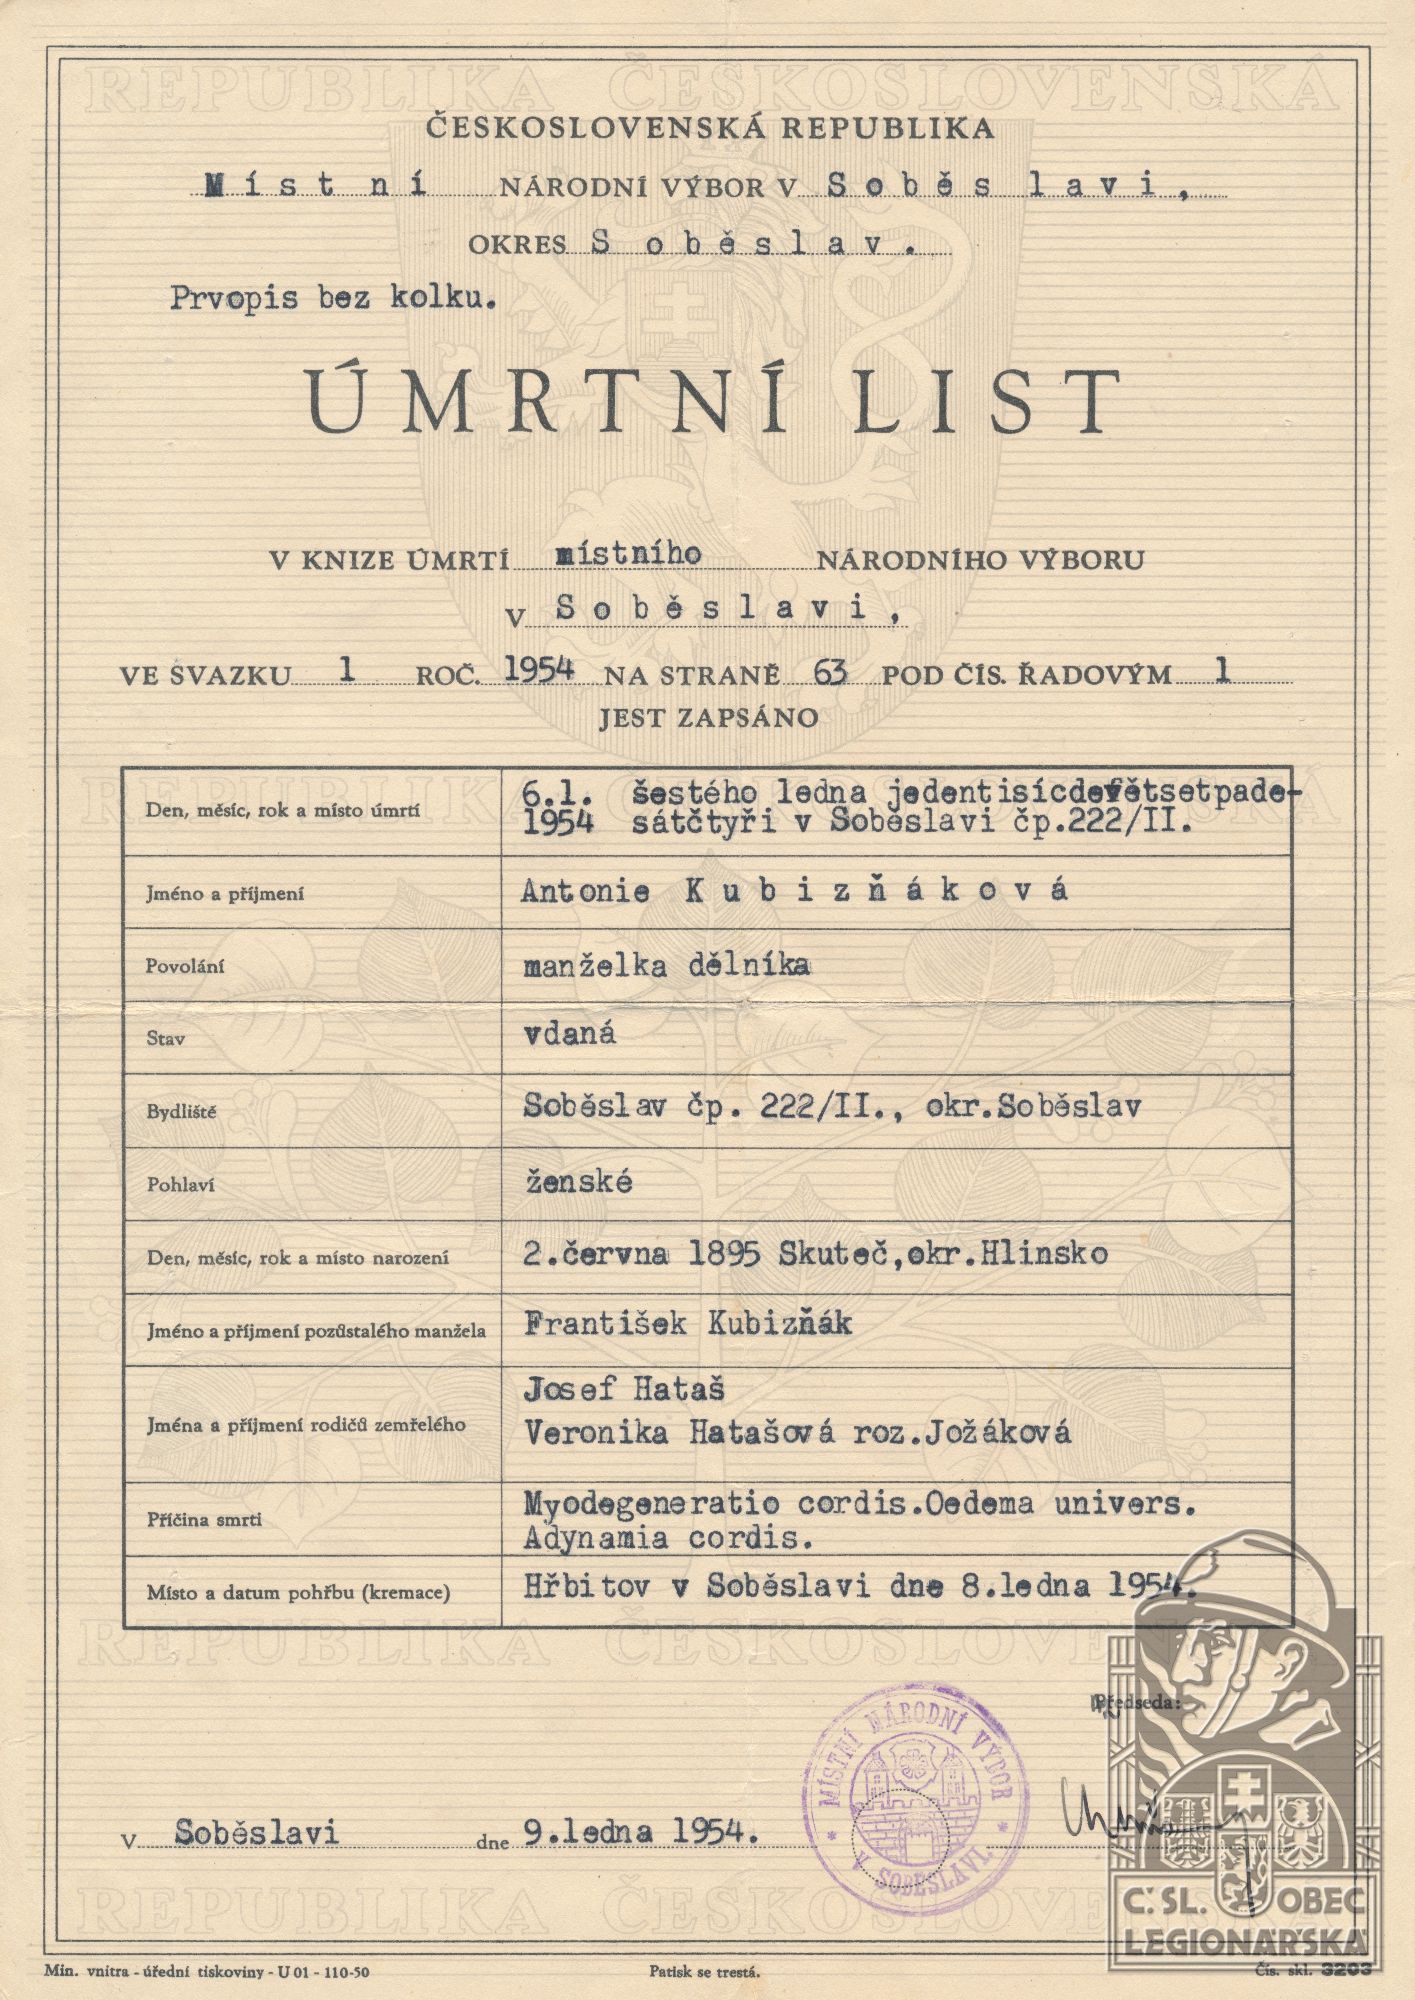 REPUBLIKA ČESKOSLOVENSKÁ
ČESKOSLOVENSKÁ REPUBLIKA
Místní NÁRODNÍ VÝBOR V Soběslavi,
OKRES Soběslav.
Prvopis bez kolku.
ÚMRTNÍ LIST
V KNIZE ÚMRTÍ místního NÁRODNÍHO VÝBORU
V Soběslavi,
VE SVAZKU 1 ROČ. 1954 NA STRANĚ 63 POD ČÍS. ŘADOVÝM 1
JEST ZAPSÁNO
REPUBLIKA ČESKOSLOVENSKÁ
Den, měsíc, rok a místo úmrtí 6.1. šestého ledna jedentisícdevětsetpade-
1954 sátčtyři v Soběslavi čp.222/II.
Jméno a příjmení Antonie Kubizňáková
Povolání manželka dělníka
Stav vdaná
Bydliště Soběslav čp. 222/II., okr.Soběslav
Pohlaví ženské
Den, měsíc, rok a místo narození 2.června 1895 Skuteč,okr.Hlinsko
Jméno a příjmení pozůstalého manžela František Kubizňák
Jména a příjmení rodičů zemřelého Josef Hataš
Veronika Hatašová roz.Jožáková
Příčina smrti Myodegeneratio cordis.Oedema univers.
Adynamia cordis.
Místo a datum pohřbu (kremace) Hřbitov v Soběslavi dne 8.ledna 1954.
REPUBLIKA ČESKOSLOVENSKÁ
Předseda:
MÍSTNÍ NÁRODNÍ VÝBOR
* V SOBĚSLAVI. *
V Soběslavi dne 9.ledna 1954.
REPUBLIKA ČESKOSLOVENSKÁ
Č.SL. OBEC
LEGIONÁŘSKÁ
Min. vnitra - úřední tiskoviny - U 01 - 110-50 Patisk se trestá. Čís. skl. 3203